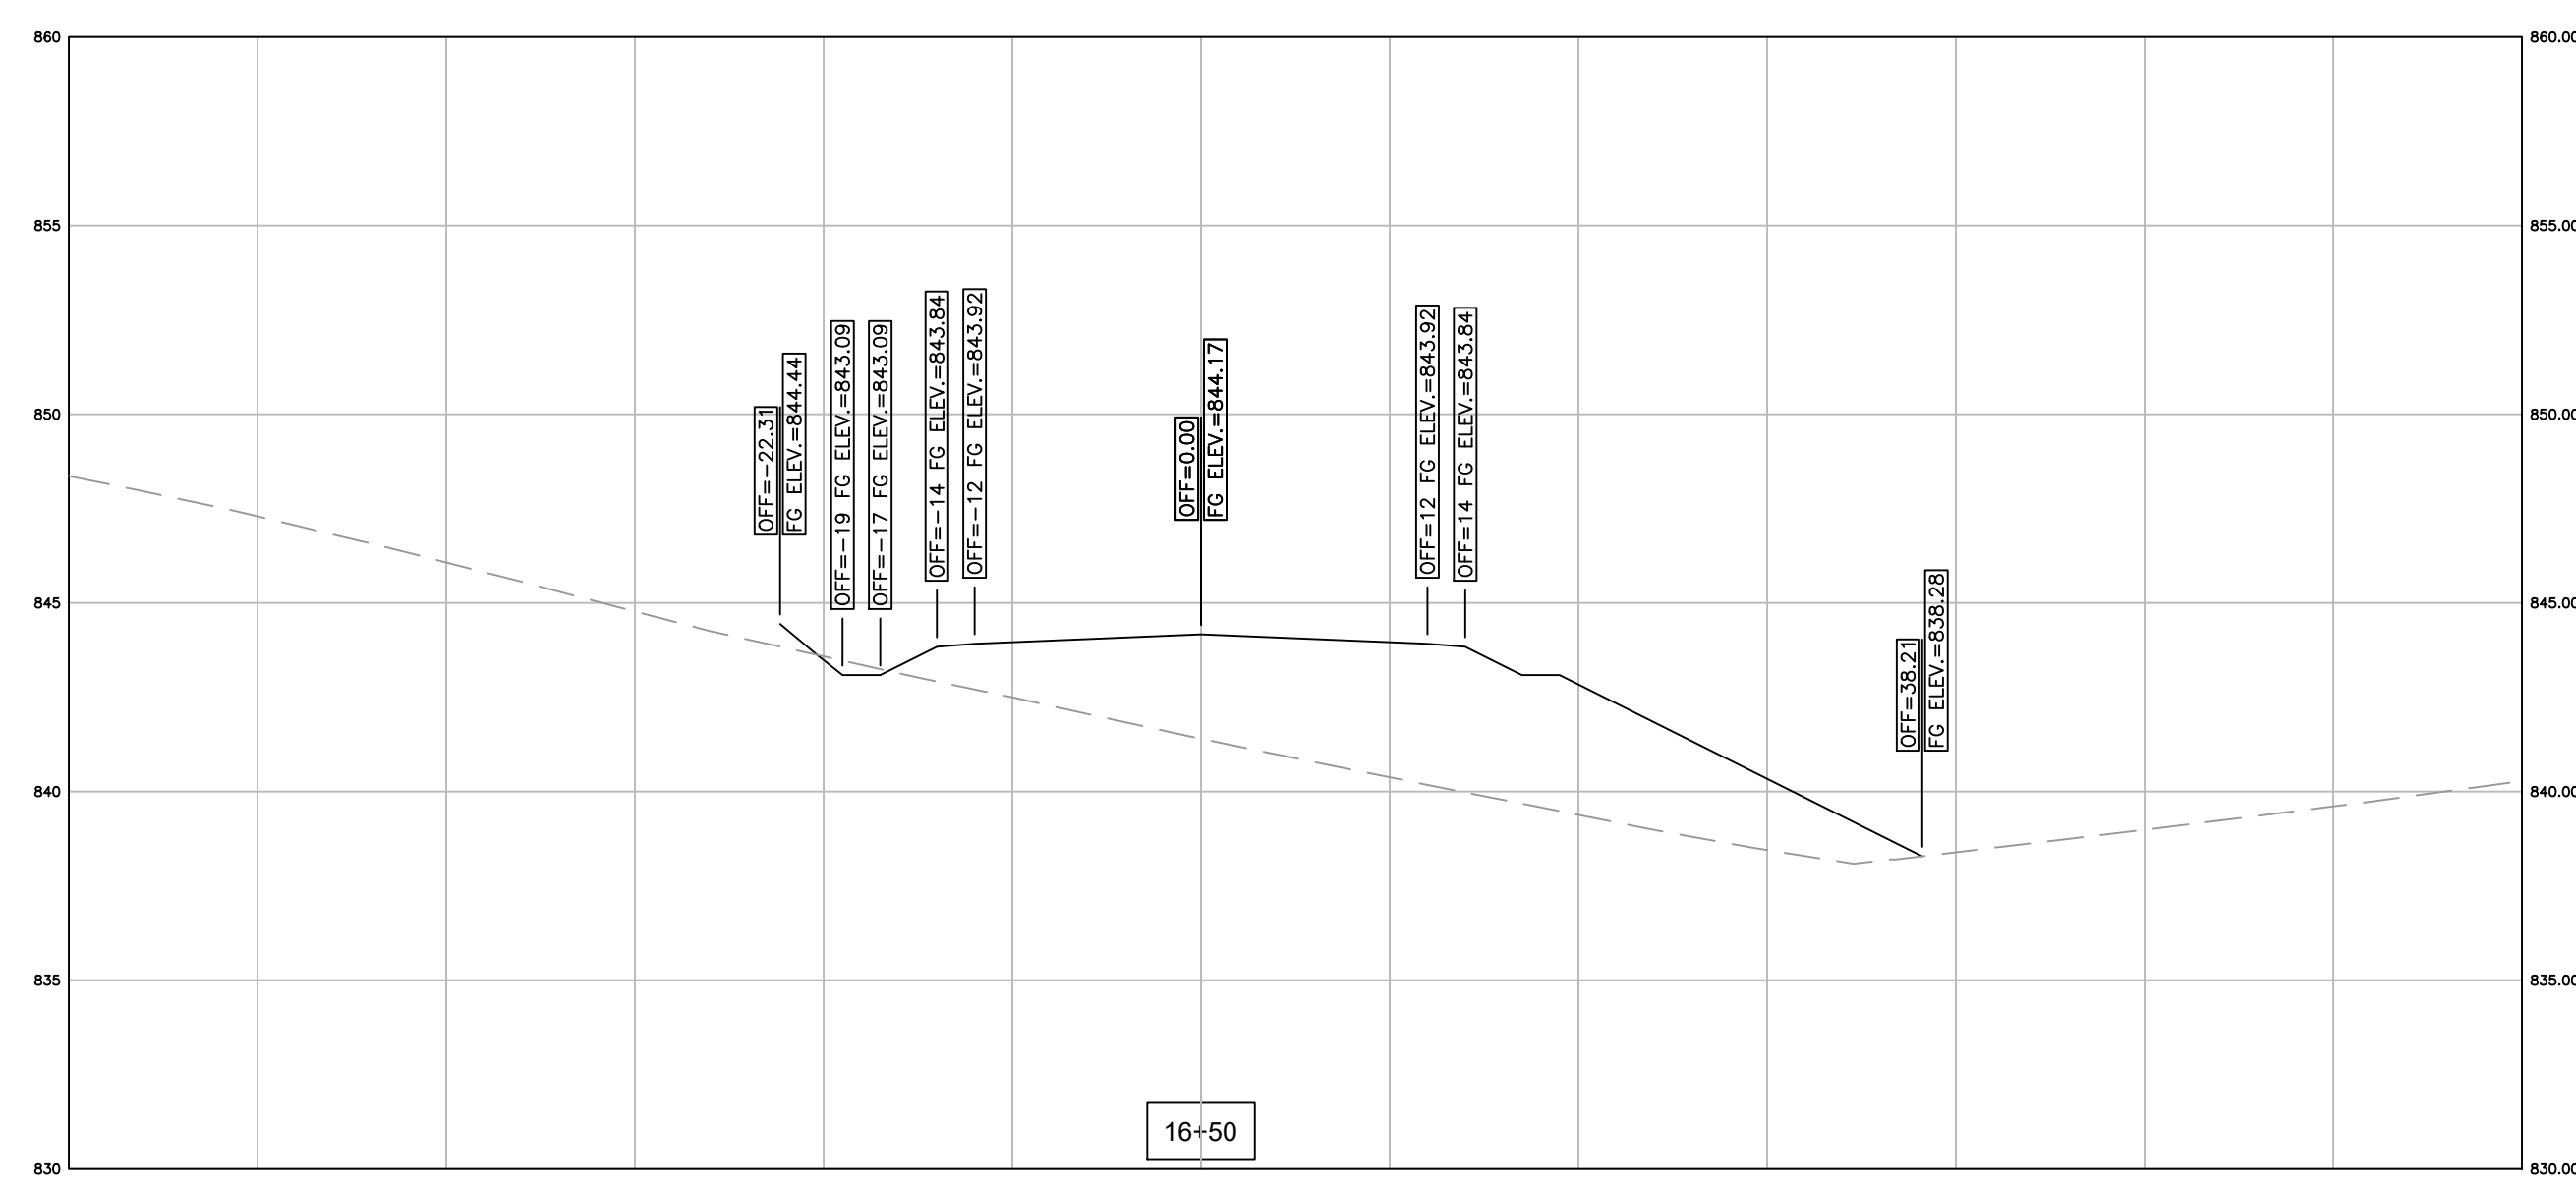 860
860.00
855
855.00
850
850.00
845
845.00
840
840.00
835
835.00
830
830.00
OFF=-22.31
FG ELEV.=844.44
OFF=-19 FG ELEV.=843.09
OFF=-17 FG ELEV.=843.09
OFF=-14 FG ELEV.=843.84
OFF=-12 FG ELEV.=843.92
OFF=0.00
FG ELEV.=844.17
OFF=12 FG ELEV.=843.92
OFF=14 FG ELEV.=843.84
OFF=38.21
FG ELEV.=838.28
16+50